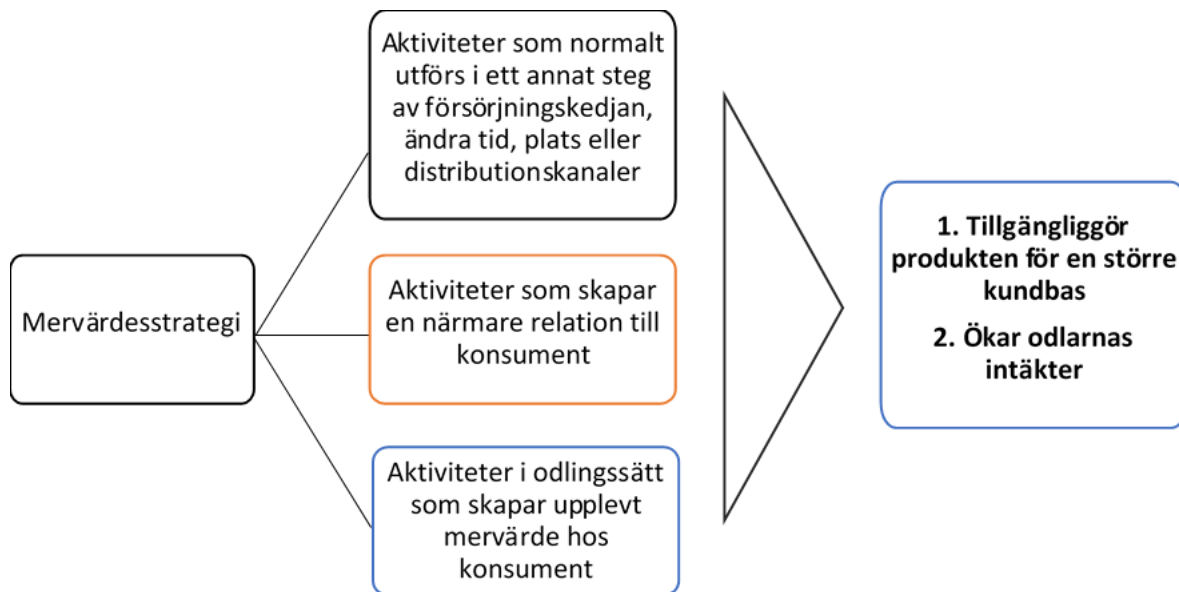 Mervärdesstrategi
Aktiviteter som normalt
utförs i ett annat steg
av försörjningskedjan,
ändra tid, plats eller
distributionskanaler
Aktiviteter som skapar
en närmare relation till
konsument
Aktiviteter i odlingssätt
som skapar upplevt
mervärde hos
konsument
1. Tillgängliggör
produkten för en större
kundbas
2. Ökar odlarnas
intäkter